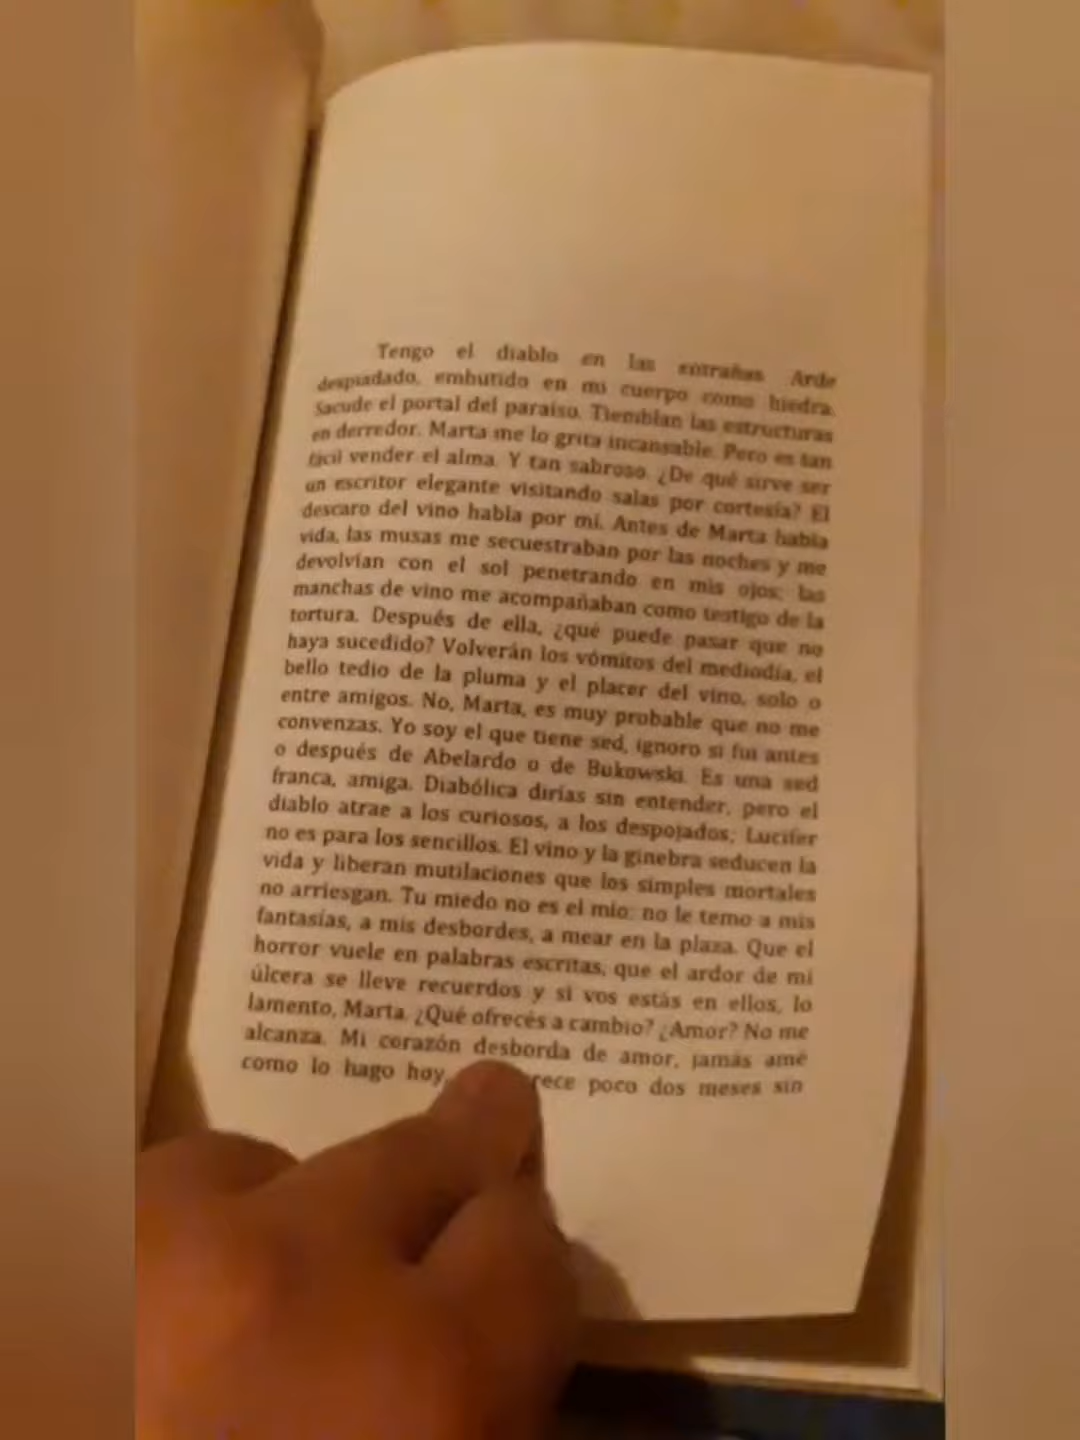 Tengo el diablo en las entrañas. Arde
despiadado, embutido en mi cuerpo como hiedra.
Sacude el portal del paraíso. Tiemblan las estructuras
en derredor. Marta me lo grita incansable. Pero es tan
fácil vender el alma. Y tan sabroso. ¿De qué sirve ser
un escritor elegante visitando salas por cortesía? El
descaro del vino habla por mí. Antes de Marta había
vida, las musas me secuestraban por las noches y me
devolvían con el sol penetrando en mis ojos; las
manchas de vino me acompañaban como testigo de la
tortura. Después de ella, ¿qué puede pasar que no
haya sucedido? Volverán los vómitos del mediodía, el
bello tedio de la pluma y el placer del vino, solo o
entre amigos. No, Marta, es muy probable que no me
convenzas. Yo soy el que tiene sed, ignoro si fui antes
o después de Abelardo o de Bukowski. Es una sed
franca, amiga. Diabólica dirías sin entender, pero el
diablo atrae a los curiosos, a los despojados; Lucifer
no es para los sencillos. El vino y la ginebra seducen la
vida y liberan mutilaciones que los simples mortales
no arriesgan. Tu miedo no es el mío: no le temo a mis
fantasías, a mis desbordes, a mear en la plaza. Que el
horror vuele en palabras escritas, que el ardor de mi
úlcera se lleve recuerdos y si vos estás en ellos, lo
lamento, Marta. ¿Qué ofrecés a cambio? ¿Amor? No me
alcanza. Mi corazón desborda de amor, jamás amé
como lo hago hoy, rece poco dos meses sin